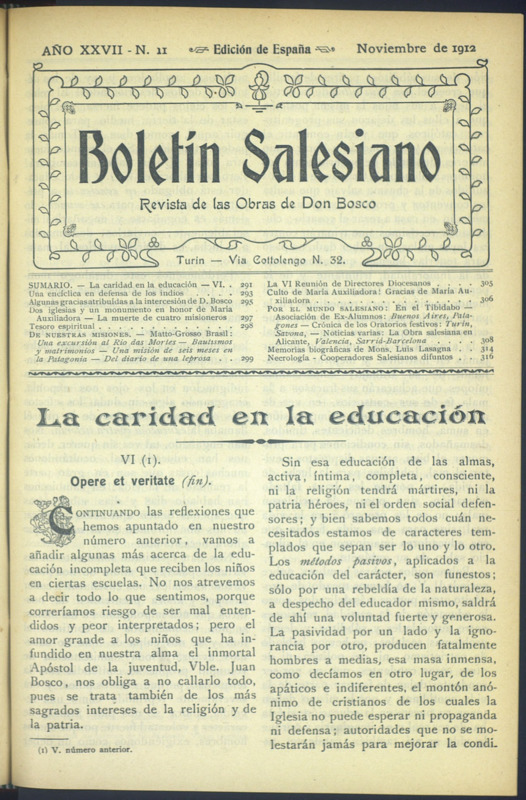 AÑO XXVII - N. 11 Edición de España Noviembre de 1912
Boletín Salesiano
Revista de las Obras de Don Bosco
Turín — Via Cottolengo N. 32.
SUMARIO. — La caridad en la educación — VI. . 291
Una encíclica en defensa de los indios . . . . . 293
Algunas gracias atribuidas a la intercesión de D. Bosco 295
Dos iglesias y un monumento en honor de María
Auxiliadora — La muerte de cuatro misioneros 297
Tesoro espiritual . . . . . . . . . . 298
DE NUESTRAS MISIONES. — Matto-Grosso Brasil:
Una excursión al Rio das Mortes — Bautismos
y matrimonios — Una misión de seis meses en
la Patagonia — Del diario de una leprosa . . 299
La VI Reunión de Directores Diocesanos . . . . 305
Culto de María Auxiliadora: Gracias de María Au-
xiliadora . . . . . . . . . . 306
POR EL MUNDO SALESIANO: En el Tibidabo —
Asociación de Ex-Alumnos: Buenos Aires, Pata-
gones — Crónica de los Oratorios festivos: Turin,
Savona, — Noticias varias: La Obra salesiana en
Alicante, Valencia, Sarriá-Barcelona . . . . 308
Memorias biográficas de Mons. Luis Lasagna . . 314
Necrología - Cooperadores Salesianos difuntos . . 316
La caridad en la educación
VI (1).
Opere et veritate (fin).
CONTINUANDO las reflexiones que
hemos apuntado en nuestro
número anterior, vamos a
añadir algunas más acerca de la edu-
cación incompleta que reciben los niños
en ciertas escuelas. No nos atrevemos
a decir todo lo que sentimos, porque
correríamos riesgo de ser mal enten-
didos y peor interpretados; pero el
amor grande a los niños que ha in-
fundido en nuestra alma el inmortal
Apóstol de la juventud, Vble. Juan
Bosco, nos obliga a no callarlo todo,
pues se trata también de los más
sagrados intereses de la religión y de
la patria.
(1) V. número anterior.
Sin esa educación de las almas,
activa, íntima, completa, consciente,
ni la religión tendrá mártires, ni la
patria héroes, ni el orden social defen-
sores; y bien sabemos todos cuán ne-
cesitados estamos de caracteres tem-
plados que sepan ser lo uno y lo otro.
Los métodos pasivos, aplicados a la
educación del carácter, son funestos;
sólo por una rebeldía de la naturaleza,
a despecho del educador mismo, saldrá
de ahí una voluntad fuerte y generosa.
La pasividad por un lado y la igno-
rancia por otro, producen fatalmente
hombres a medias, esa masa inmensa,
como decíamos en otro lugar, de los
apáticos e indiferentes, el montón anó-
nimo de cristianos de los cuales la
Iglesia no puede esperar ni propaganda
ni defensa; autoridades que no se mo-
lestarán jamás para mejorar la condi.